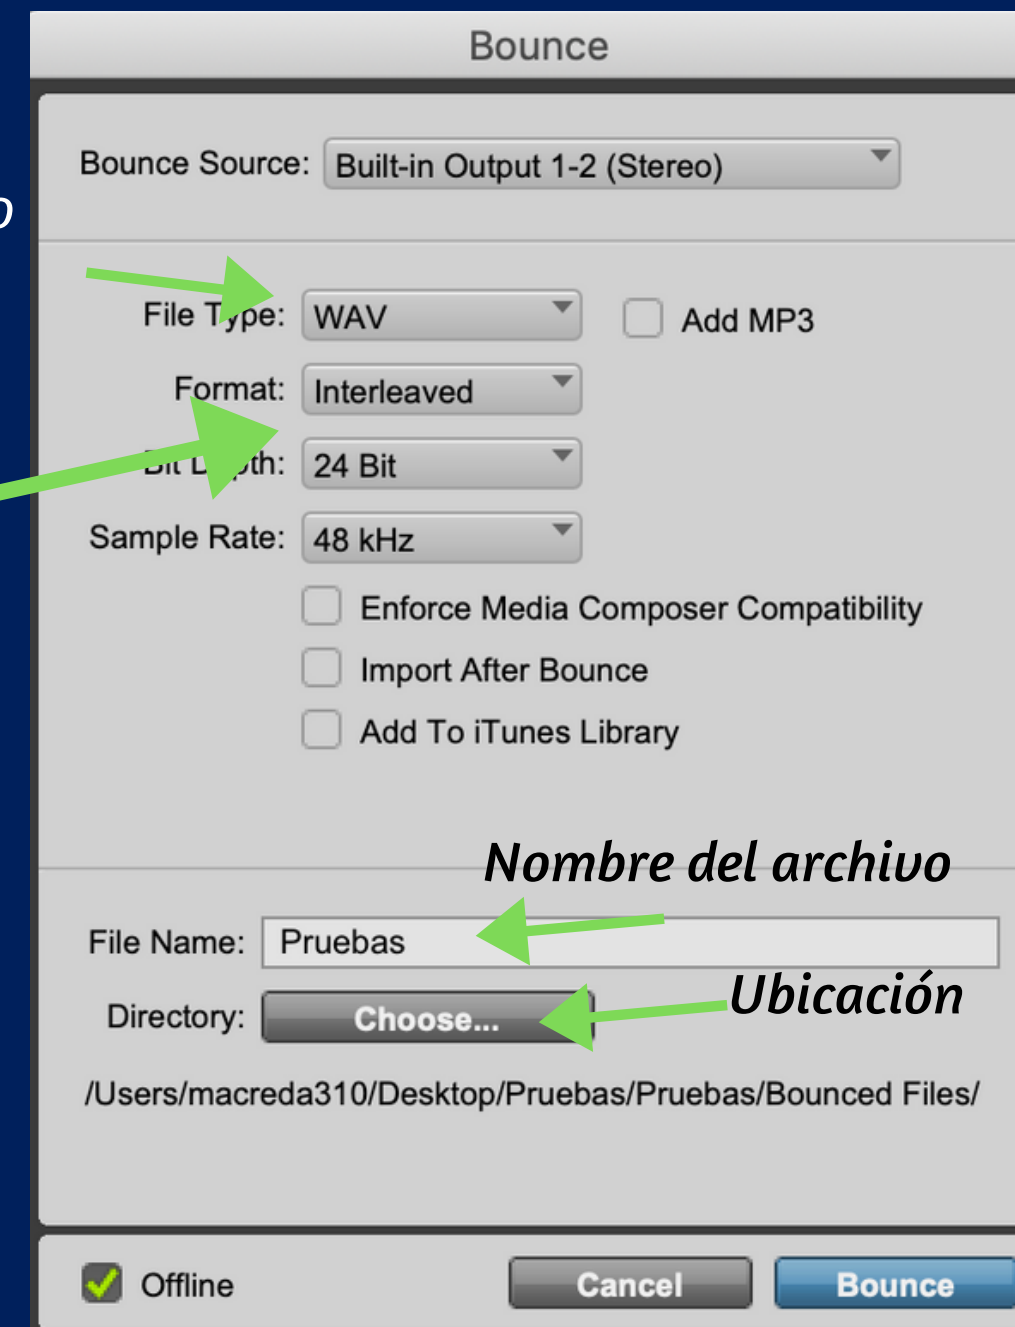 Bounce
Bounce Source: Built-in Output 1-2 (Stereo)
o
File Type: WAV Add MP3
Format: Interleaved
Bit Depth: 24 Bit
Sample Rate: 48 kHz
Enforce Media Composer Compatibility
Import After Bounce
Add To iTunes Library
Nombre del archivo
File Name: Pruebas
Ubicación
Directory: Choose...
/Users/macreda310/Desktop/Pruebas/Pruebas/Bounced Files/
Offline Cancel Bounce